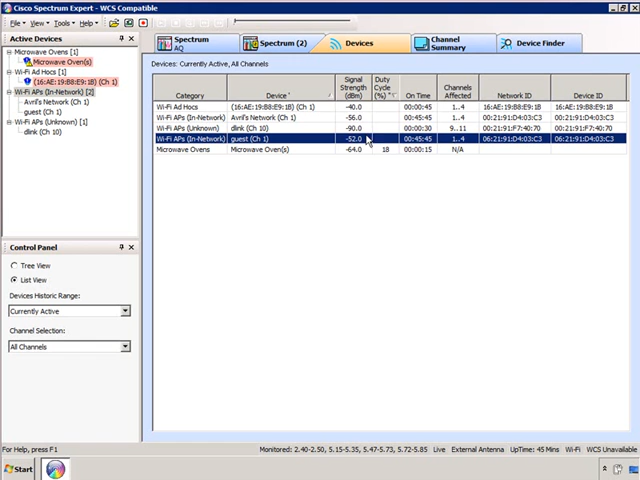 Cisco Spectrum Expert - WCS Compatible
File View Tools Help
Active Devices
Microwave Ovens [1]
Microwave Oven(s)
Wi-Fi Ad Hocs [1]
(16:AE:19:B8:E9:1B) (Ch 1)
Wi-Fi APs (In-Network) [2]
Avril's Network (Ch 1)
guest (Ch 1)
Wi-Fi APs (Unknown) [1]
dlink (Ch 10)
Control Panel
Tree View
List View
Devices Historic Range:
Currently Active
Channel Selection:
All Channels
Spectrum AQ
Spectrum (2)
Devices
Channel Summary
Device Finder
Devices: Currently Active, All Channels
Category Device Signal Strength (dBm) Duty Cycle (%) On Time Channels Affected Network ID Device ID
Wi-Fi Ad Hocs (16:AE:19:B8:E9:1B) (Ch 1) -40.0 00:00:45 1..4 16:AE:19:B8:E9:1B 16:AE:19:B8:E9:1B
Wi-Fi APs (In-Network) Avril's Network (Ch 1) -56.0 00:45:45 1..4 00:21:91:D4:03:C3 00:21:91:D4:03:C3
Wi-Fi APs (Unknown) dlink (Ch 10) -90.0 00:00:30 9..11 00:21:91:F7:40:70 00:21:91:F7:40:70
Wi-Fi APs (In-Network) guest (Ch 1) -52.0 00:45:45 1..4 06:21:91:D4:03:C3 06:21:91:D4:03:C3
Microwave Ovens Microwave Oven(s) -64.0 18 00:00:15 N/A
For Help, press F1
Monitored: 2.40-2.50, 5.15-5.35, 5.47-5.73, 5.72-5.85 Live External Antenna UpTime: 45 Mins Wi-Fi WCS Unavailable
Start